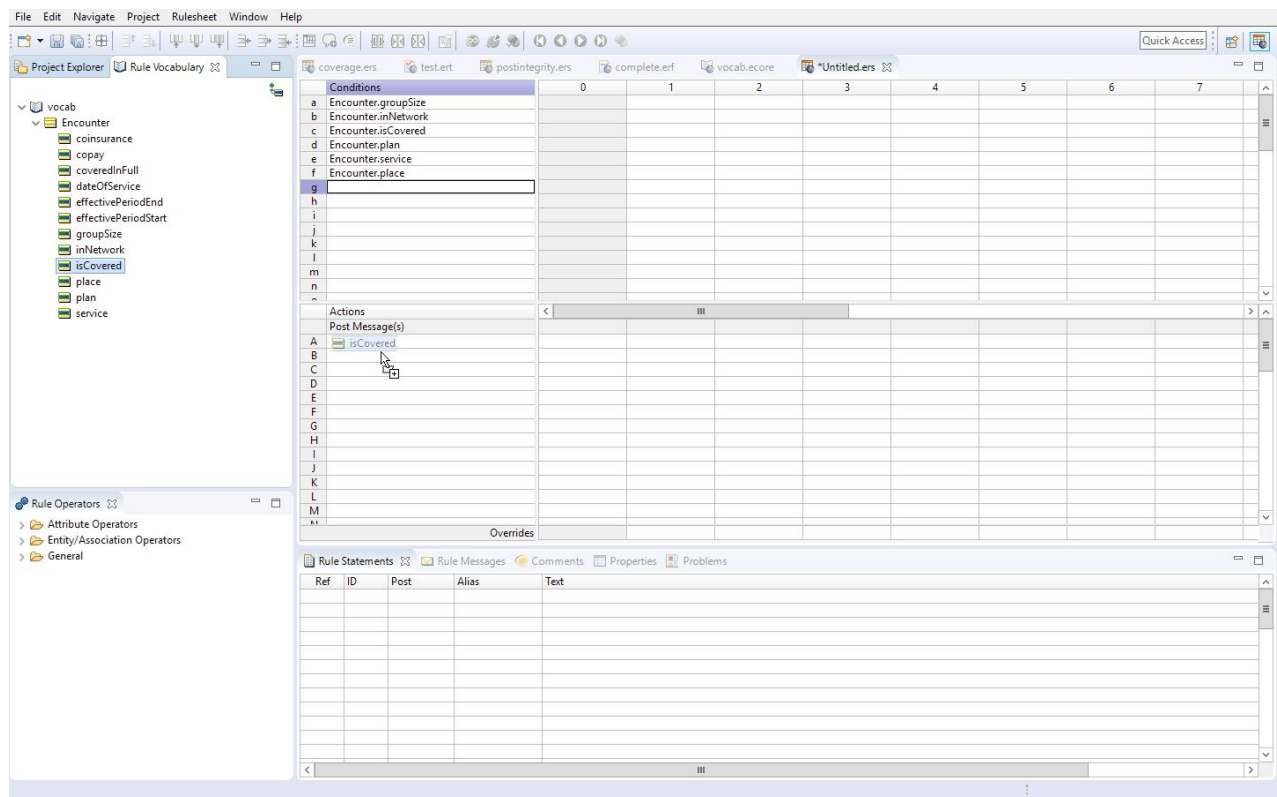 File Edit Navigate Project Rulesheet Window Help
Quick Access
Project Explorer Rule Vocabulary
coverage.ers test.ert postintegrity.ers complete.erf vocab.ecore *Untitled.ers
vocab
Encounter
coinsurance
copay
coveredInFull
dateOfService
effectivePeriodEnd
effectivePeriodStart
groupSize
inNetwork
isCovered
place
plan
service
Conditions 0 1 2 3 4 5 6 7
a Encounter.groupSize
b Encounter.inNetwork
c Encounter.isCovered
d Encounter.plan
e Encounter.service
f Encounter.place
g
h
i
j
k
l
m
n
Actions
Post Message(s)
A isCovered
B
C
D
E
F
G
H
I
J
K
L
M
N
Overrides
Rule Operators
Attribute Operators
Entity/Association Operators
General
Rule Statements Rule Messages Comments Properties Problems
Ref ID Post Alias Text